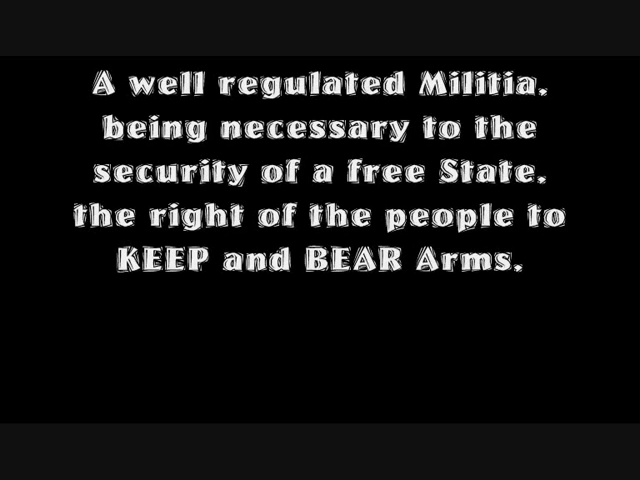 A well regulated Militia,
being necessary to the
security of a free State,
the right of the people to
KEEP and BEAR Arms,